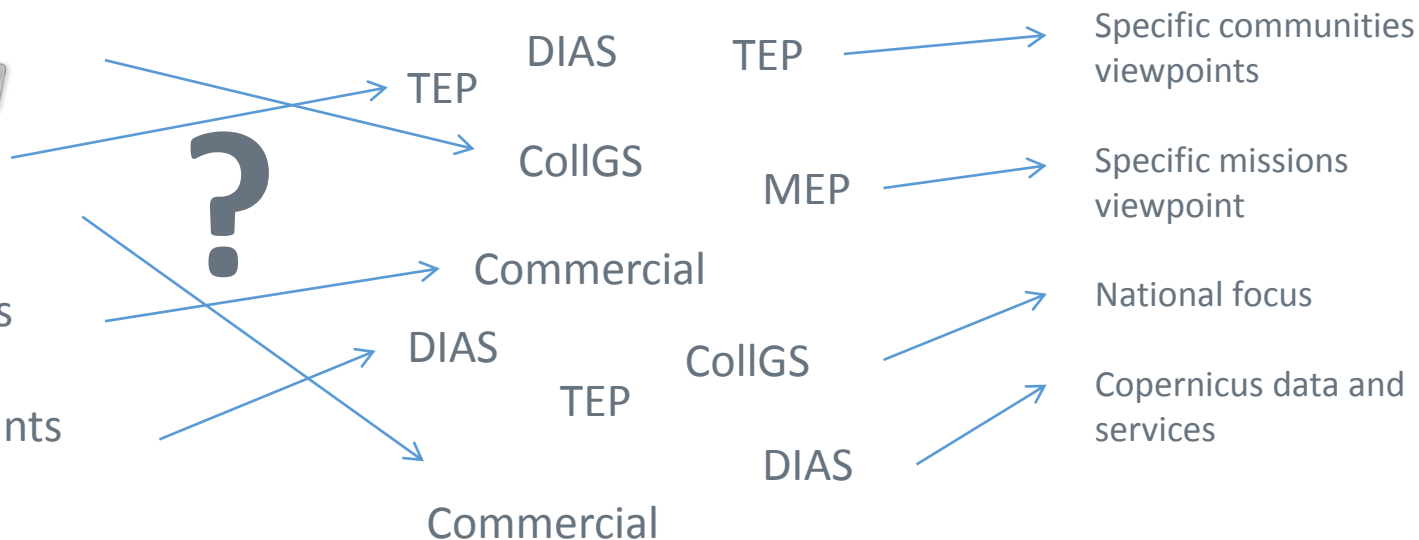 DIAS
TEP
Specific communities
viewpoints
TEP
?
CollGS
MEP
Specific missions
viewpoint
Commercial
National focus
s
DIAS
CollGS
TEP
Copernicus data and
services
nts
DIAS
Commercial